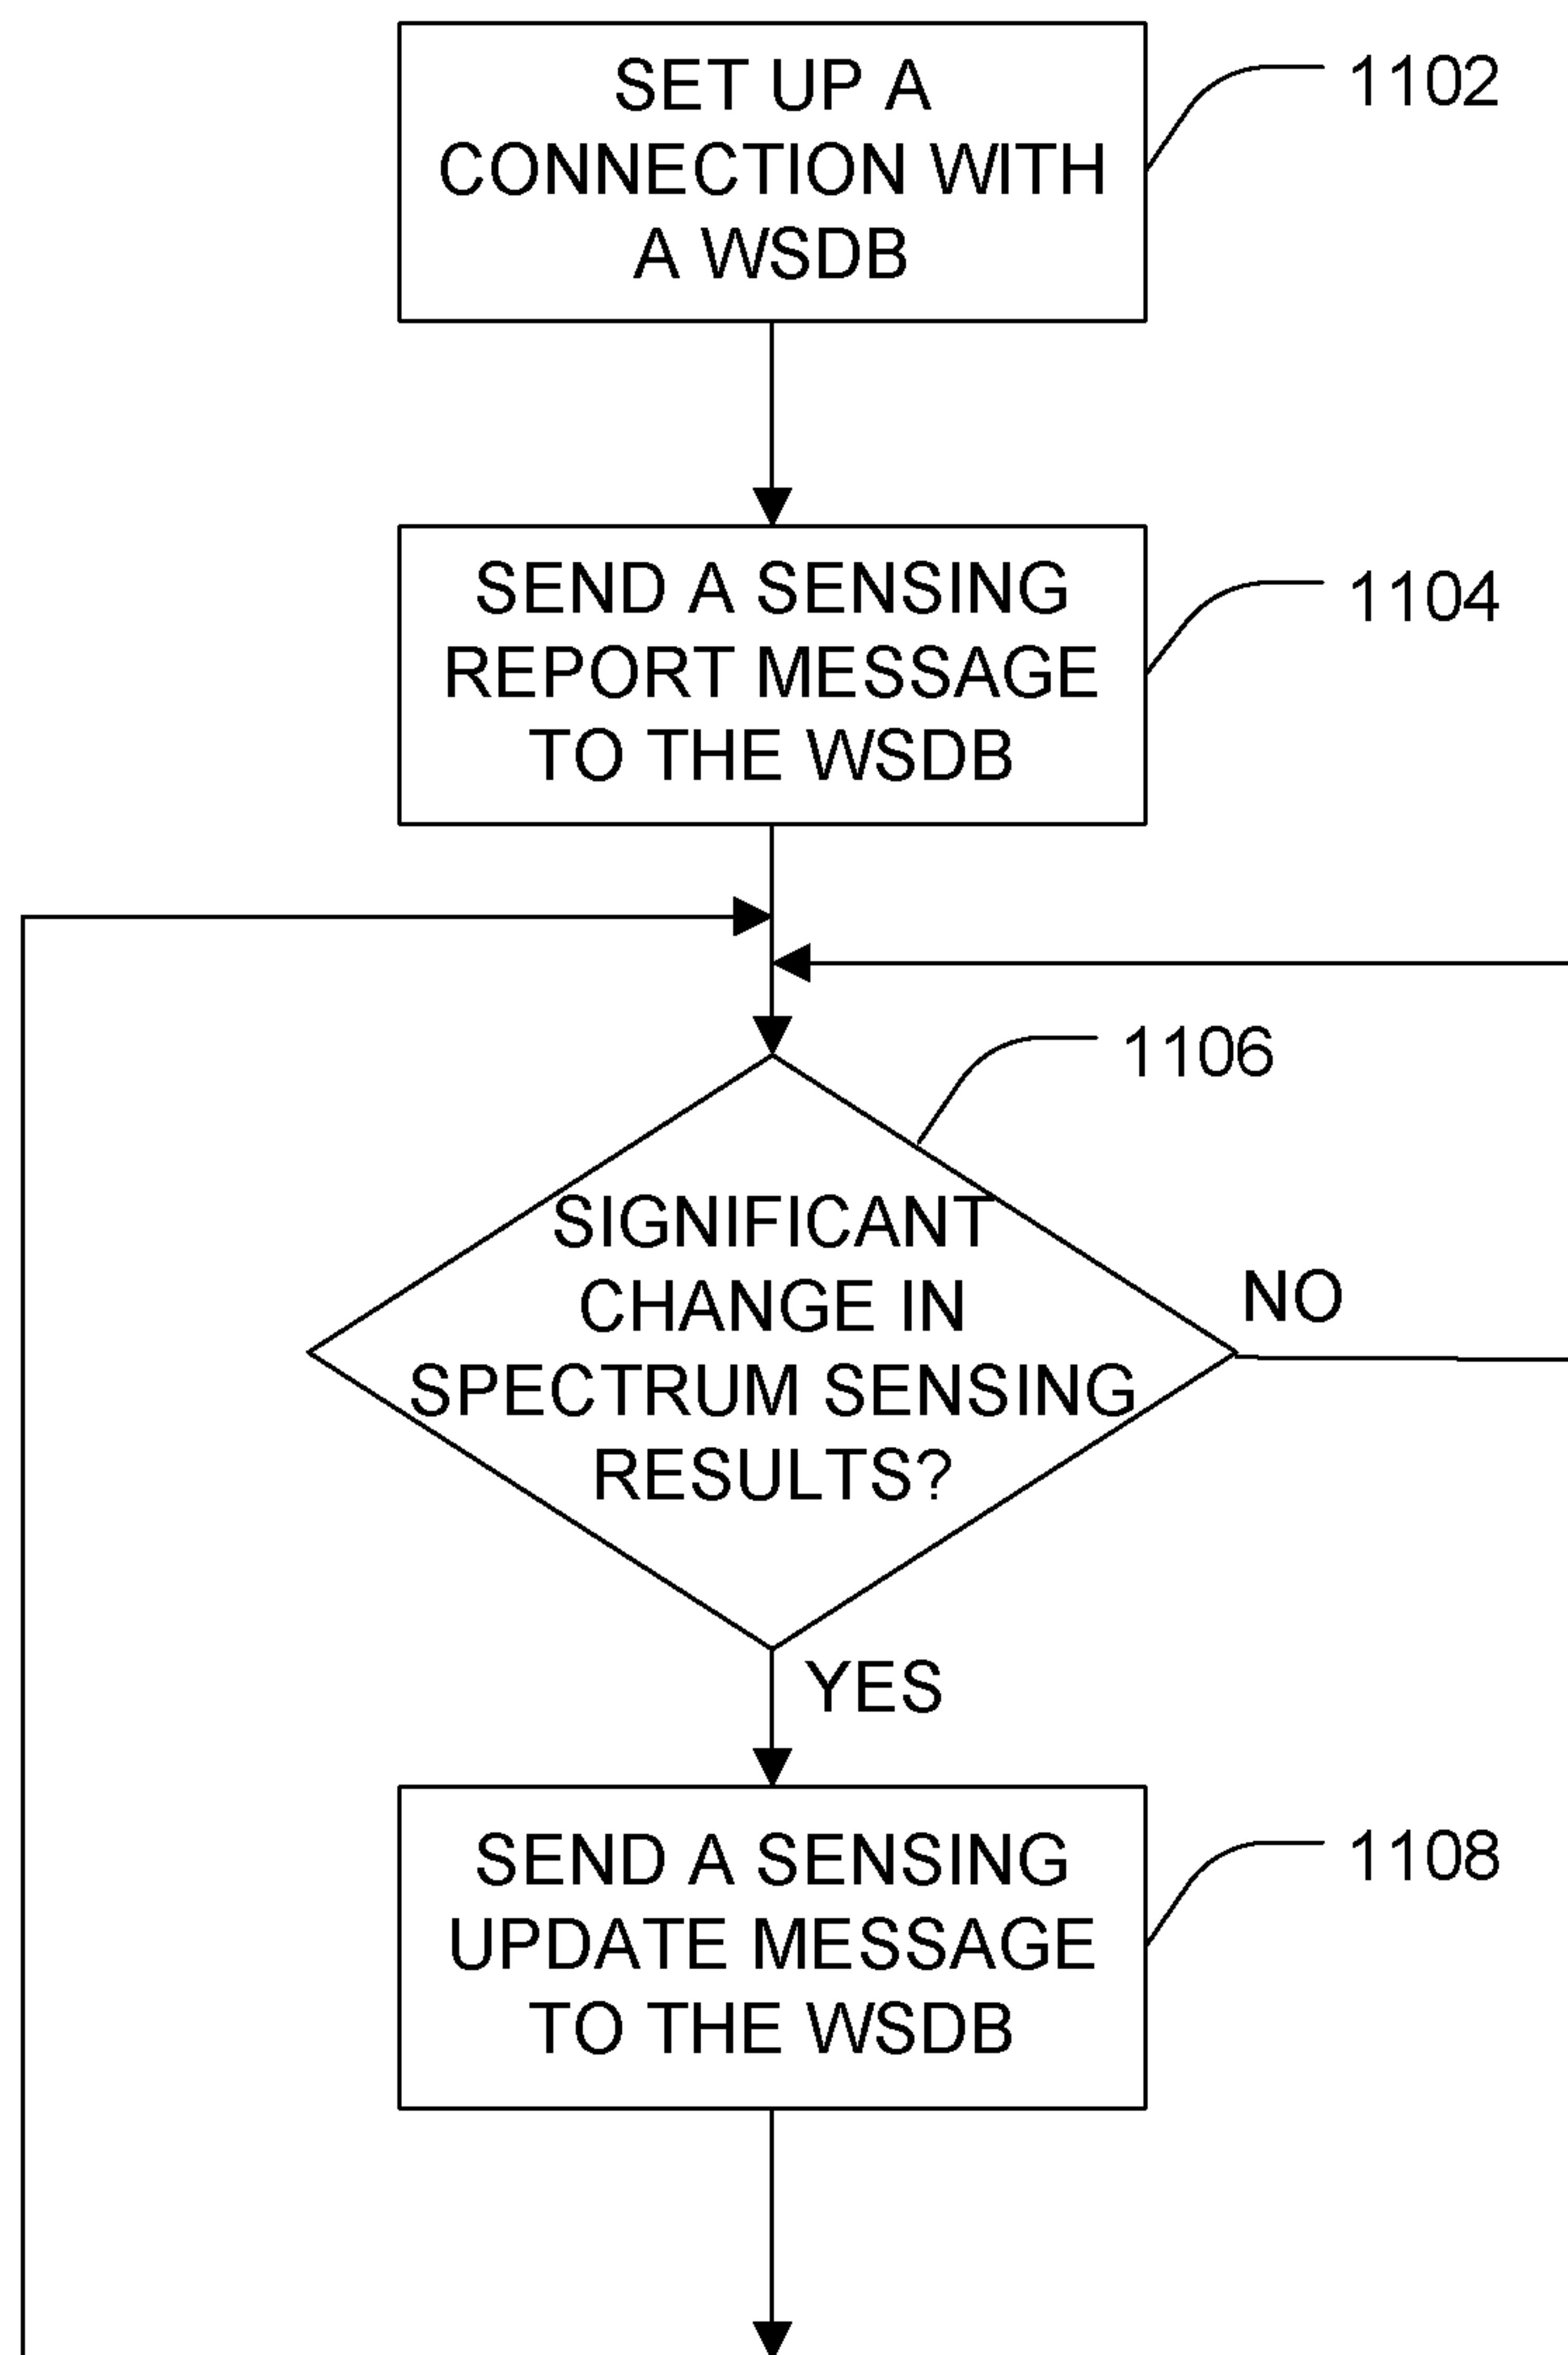 SET UP A
CONNECTION WITH
A WSDB
1102
SEND A SENSING
REPORT MESSAGE
TO THE WSDB
1104
1106
SIGNIFICANT
CHANGE IN
SPECTRUM SENSING
RESULTS?
NO
YES
SEND A SENSING
UPDATE MESSAGE
TO THE WSDB
1108